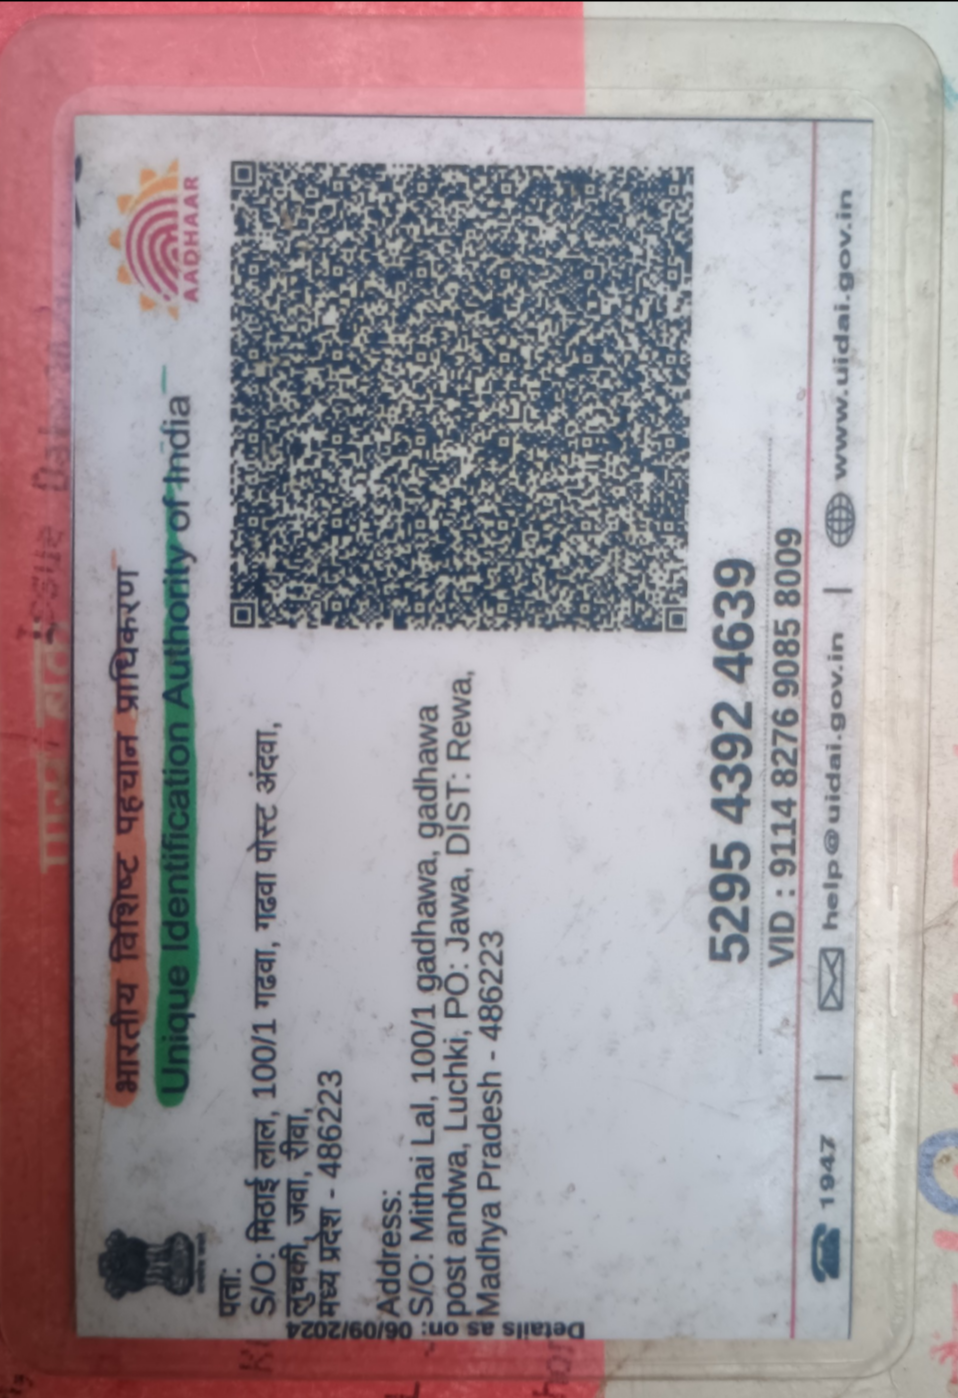 भारतीय विशिष्ट पहचान प्राधिकरण
Unique Identification Authority of India
AADHAAR
पता:
S/O: मिठाई लाल, 100/1 गढवा, गढवा पोस्ट अंदवा,
लुचकी, जवा, रीवा,
मध्य प्रदेश - 486223
Address:
S/O: Mithai Lal, 100/1 gadhawa, gadhawa
post andwa, Luchki, PO: Jawa, DIST: Rewa,
Madhya Pradesh - 486223
Details as on: 06/09/2024
5295 4392 4639
VID : 9114 8276 9085 8009
1947 | help@uidai.gov.in | www.uidai.gov.in